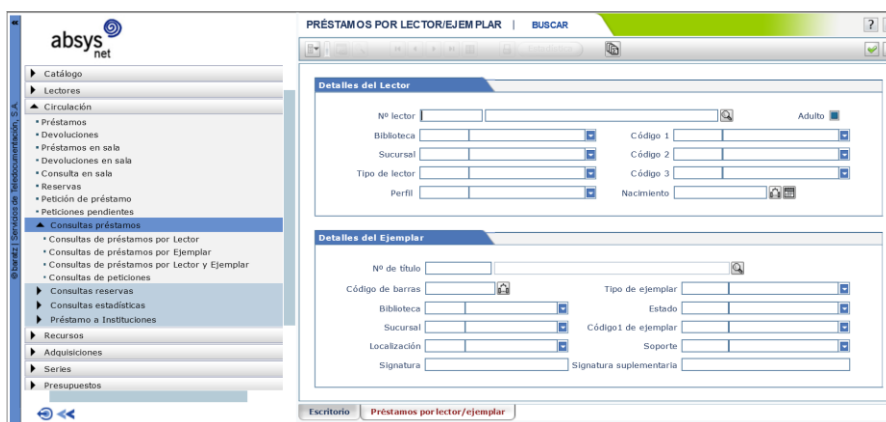 absys
net
Catálogo
Lectores
Circulación
Préstamos
Devoluciones
Préstamos en sala
Devoluciones en sala
Consulta en sala
Reservas
Petición de préstamo
Peticiones pendientes
Consultas préstamos
Consultas de préstamos por Lector
Consultas de préstamos por Ejemplar
Consultas de préstamos por Lector y Ejemplar
Consultas de peticiones
Consultas reservas
Consultas estadísticas
Préstamo a Instituciones
Recursos
Adquisiciones
Series
Presupuestos
© baratz | Servicios de Teledocumentación, S.A.
PRÉSTAMOS POR LECTOR/EJEMPLAR | BUSCAR
?
Detalles del Lector
Nº lector Adulto
Biblioteca Código 1
Sucursal Código 2
Tipo de lector Código 3
Perfil Nacimiento
Detalles del Ejemplar
Nº de título
Código de barras Tipo de ejemplar
Biblioteca Estado
Sucursal Código1 de ejemplar
Localización Soporte
Signatura Signatura suplementaria
Escritorio Préstamos por lector/ejemplar